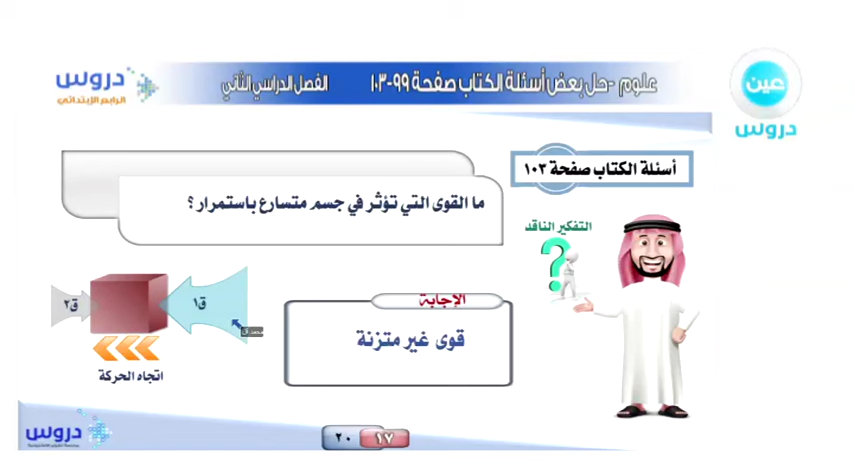 علوم - حل بعض أسئلة الكتاب صفحة ٩٩-١٠٣
الفصل الدراسي الثاني
دروس
الرابع الابتدائي
عين
دروس
أسئلة الكتاب صفحة ١٠٣
ما القوى التي تؤثر في جسم متسارع باستمرار ؟
التفكير الناقد
?
ق١
ق٢
اتجاه الحركة
الإجابة
قوى غير متزنة
دروس
١٧
٢٠